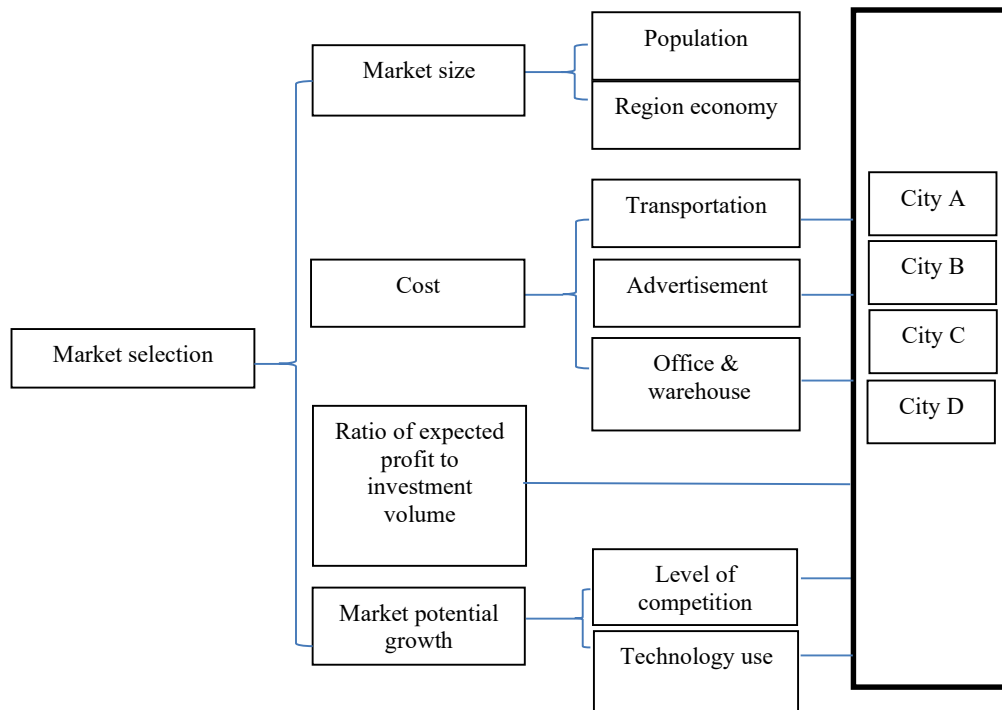 Market selection
Market size
Cost
Ratio of expected
profit to
investment
volume
Market potential
growth
Population
Region economy
Transportation
Advertisement
Office &
warehouse
Level of
competition
Technology use
City A
City B
City C
City D